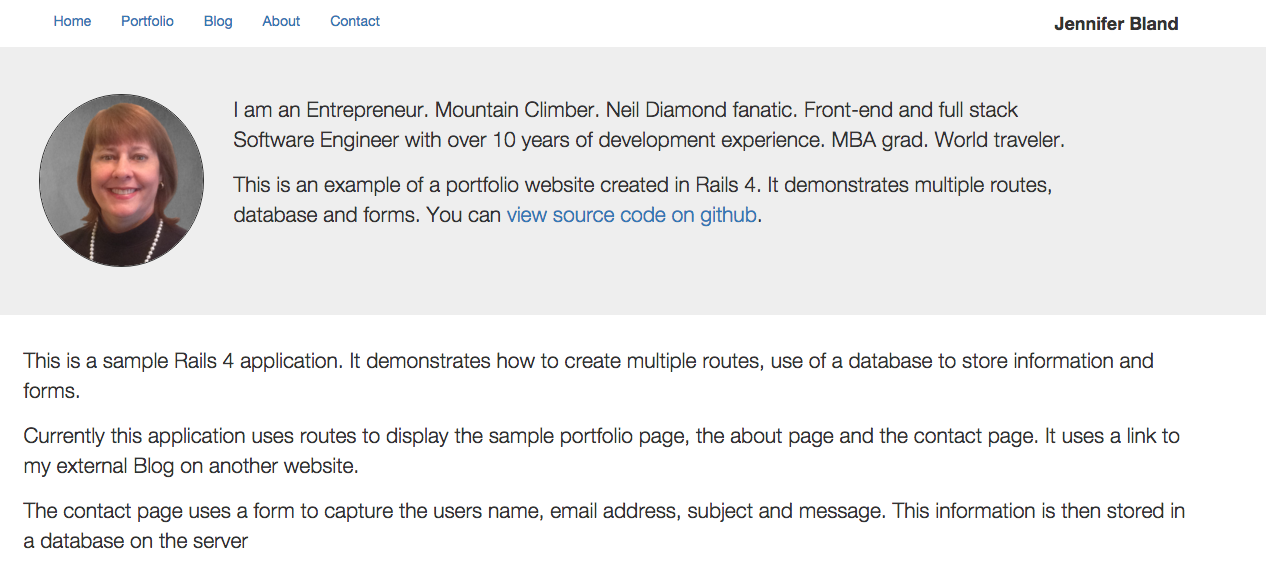 Home Portfolio Blog About Contact Jennifer Bland
I am an Entrepreneur. Mountain Climber. Neil Diamond fanatic. Front-end and full stack
Software Engineer with over 10 years of development experience. MBA grad. World traveler.
This is an example of a portfolio website created in Rails 4. It demonstrates multiple routes,
database and forms. You can view source code on github.
This is a sample Rails 4 application. It demonstrates how to create multiple routes, use of a database to store information and
forms.
Currently this application uses routes to display the sample portfolio page, the about page and the contact page. It uses a link to
my external Blog on another website.
The contact page uses a form to capture the users name, email address, subject and message. This information is then stored in
a database on the server